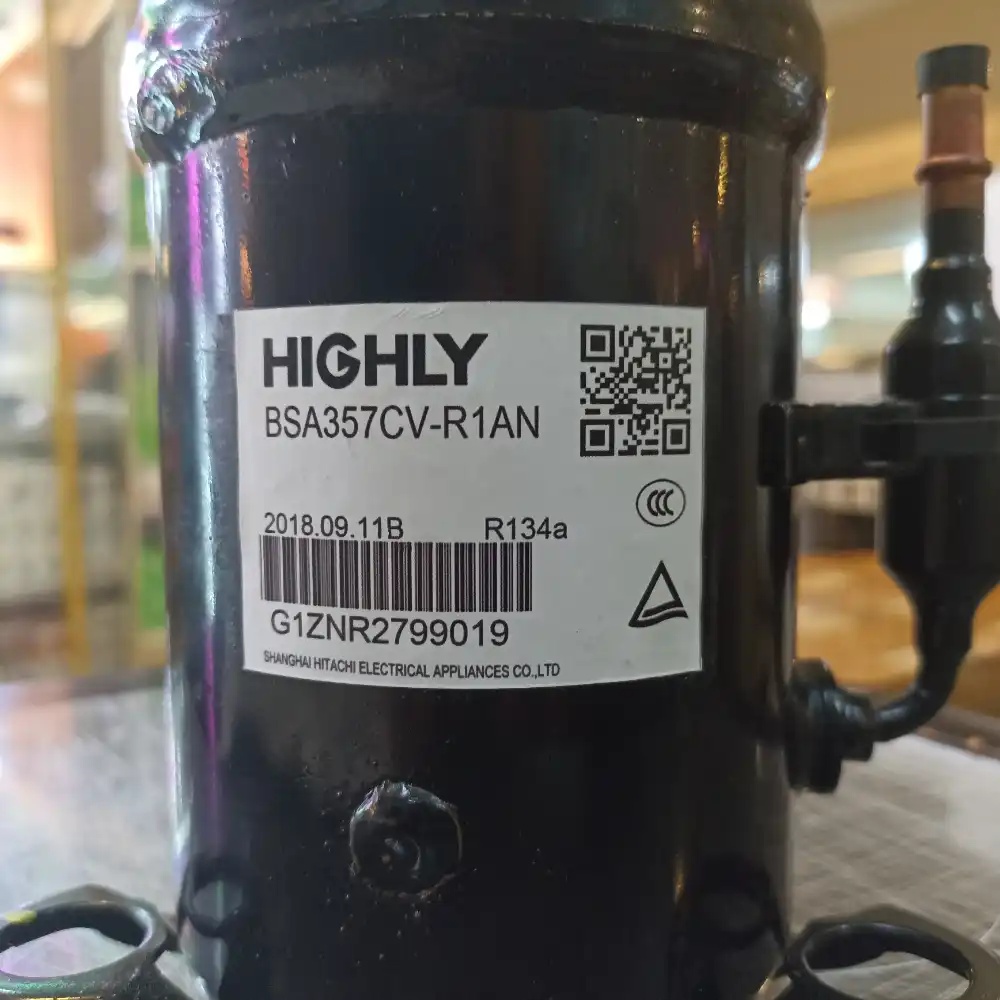 HIGHLY
BSA357CV-R1AN
2018.09.11B R134a
G1ZNR2799019
SHANGHAI HITACHI ELECTRICAL APPLIANCES CO.,LTD